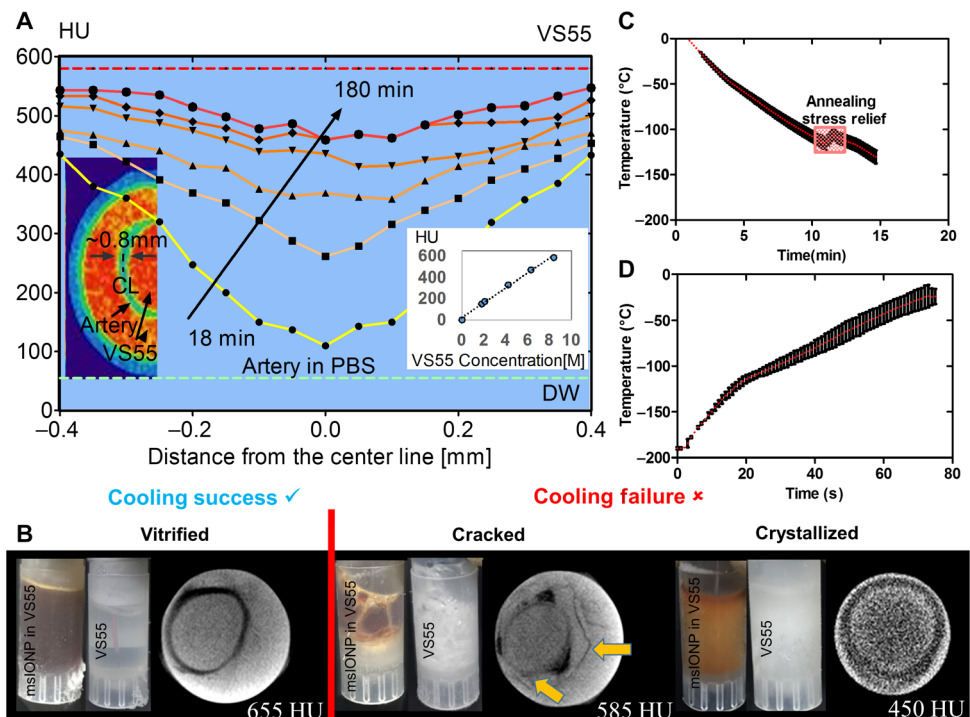 A
HU
VS55
600
500
400
300
200
100
0
180 min
18 min
~0.8mm
CL
Artery
VS55
Artery in PBS
DW
HU
600
400
200
0
0 2 4 6 8 10
VS55 Concentration[M]
–0.4 –0.2 0.0 0.2 0.4
Distance from the center line [mm]
C
Temperature (°C)
0
–50
–100
–150
–200
Annealing
stress relief
0 5 10 15 20
Time(min)
D
Temperature (°C)
0
–50
–100
–150
–200
0 20 40 60 80
Time (s)
Cooling success ✓
Cooling failure ✘
B
Vitrified
Cracked
Crystallized
msIONP in VS55
VS55
655 HU
msIONP in VS55
VS55
585 HU
msIONP in VS55
VS55
450 HU